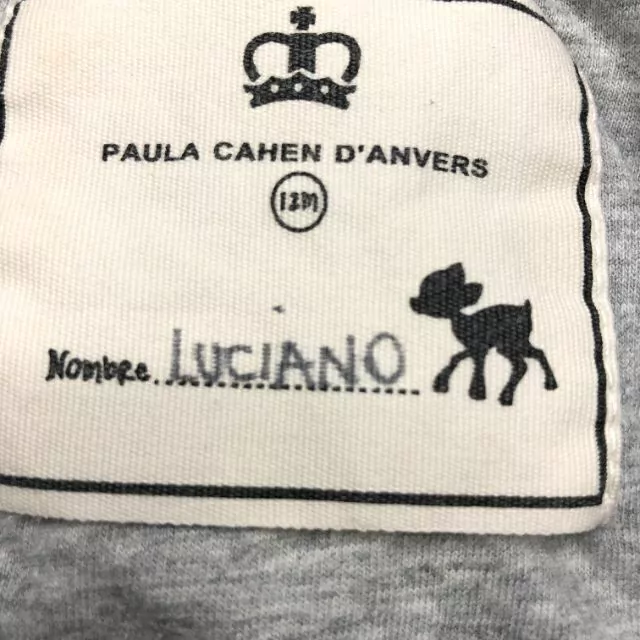 PAULA CAHEN D'ANVERS
12M
Nombre LUCIANO